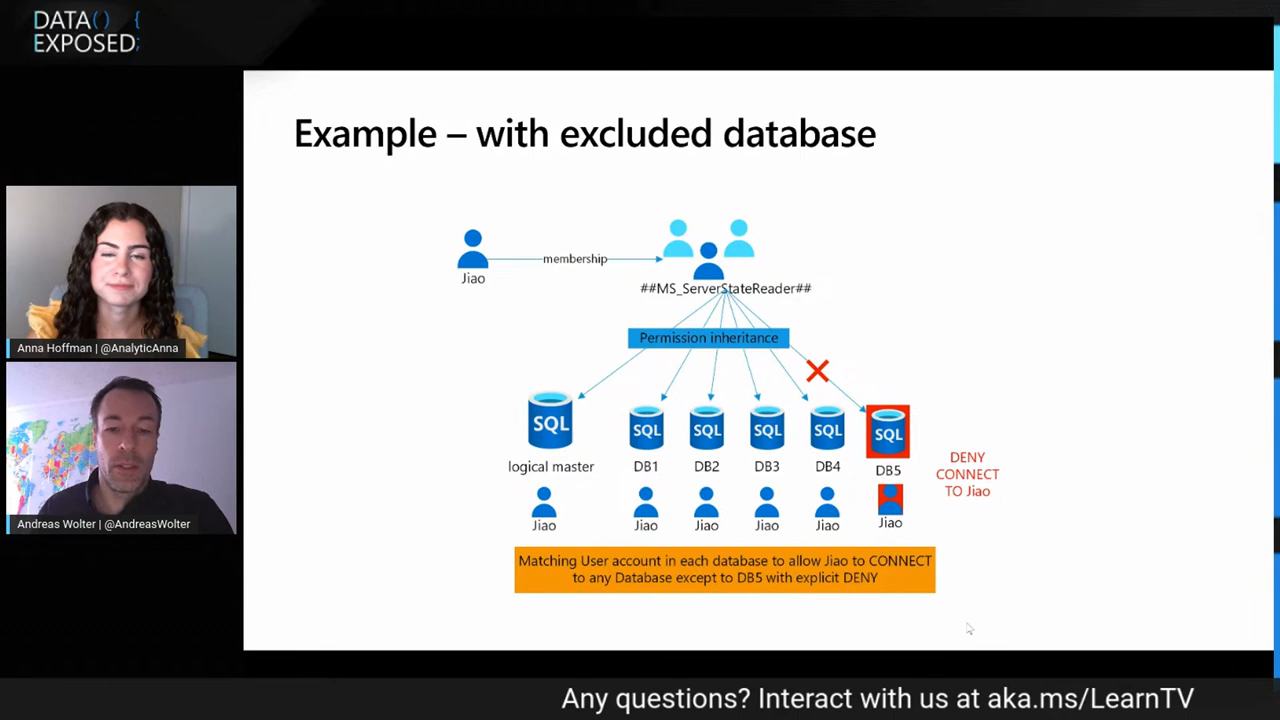 DATA() {
EXPOSED;
Example – with excluded database
Jiao
membership
##MS_ServerStateReader##
Permission inheritance
SQL
SQL
SQL
SQL
SQL
SQL
logical master
DB1
DB2
DB3
DB4
DB5
DENY
CONNECT
TO Jiao
Jiao
Jiao
Jiao
Jiao
Jiao
Jiao
Matching User account in each database to allow Jiao to CONNECT
to any Database except to DB5 with explicit DENY
Anna Hoffman | @AnalyticAnna
Andreas Wolter | @AndreasWolter
Any questions? Interact with us at aka.ms/LearnTV